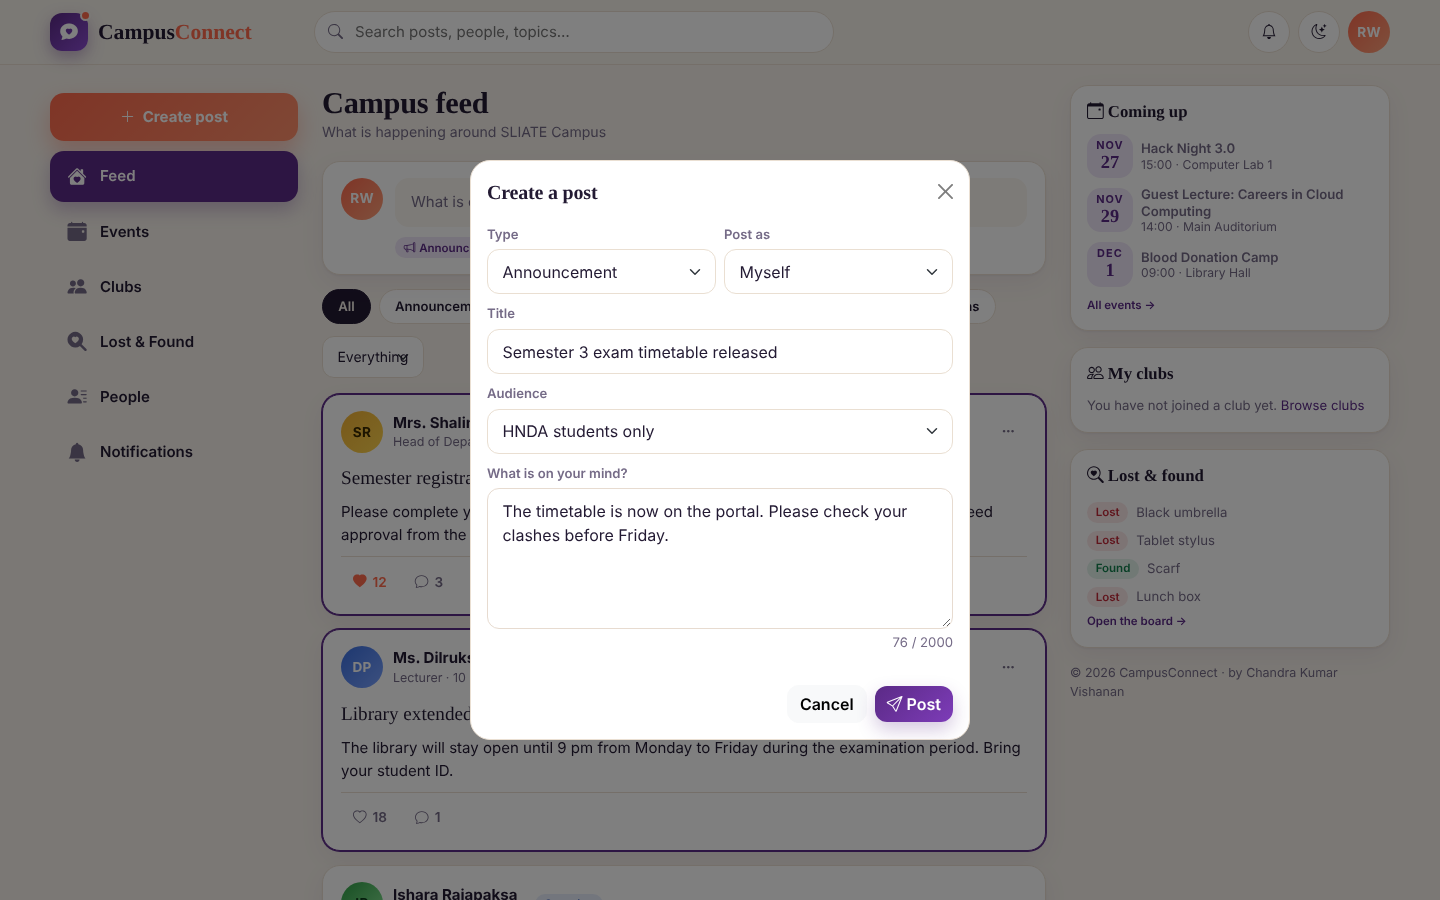 CampusConnect
Search posts, people, topics...
RW
Create post
Feed
Events
Clubs
Lost & Found
People
Notifications
Campus feed
What is happening around SLIATE Campus
RW
What is
Announc
All
Announcem
Everything
SR
Mrs. Shalir
Head of Depa
Semester registra
Please complete y
eed
approval from the
12
3
DP
Ms. Dilruks
Lecturer · 10
Library extended
The library will stay open until 9 pm from Monday to Friday during the examination period. Bring
your student ID.
18
1
Ishara Rajapaksa
Create a post
Type
Post as
Announcement
Myself
Title
Semester 3 exam timetable released
Audience
HNDA students only
What is on your mind?
The timetable is now on the portal. Please check your
clashes before Friday.
76 / 2000
Cancel
Post
Coming up
NOV
27
Hack Night 3.0
15:00 · Computer Lab 1
NOV
29
Guest Lecture: Careers in Cloud
Computing
14:00 · Main Auditorium
DEC
1
Blood Donation Camp
09:00 · Library Hall
All events →
My clubs
You have not joined a club yet. Browse clubs
Lost & found
Lost Black umbrella
Lost Tablet stylus
Found Scarf
Lost Lunch box
Open the board →
© 2026 CampusConnect · by Chandra Kumar
Vishanan